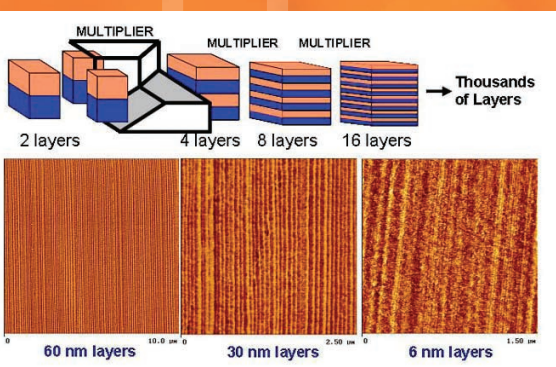 MULTIPLIER
MULTIPLIER
MULTIPLIER
Thousands
of Layers
2 layers
4 layers
8 layers
16 layers
0
10.0 µm
0
2.50 µm
0
1.50 µm
60 nm layers
30 nm layers
6 nm layers